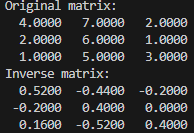 Original matrix:
4.0000 7.0000 2.0000
2.0000 6.0000 1.0000
1.0000 5.0000 3.0000
Inverse matrix:
0.5200 -0.4400 -0.2000
-0.2000 0.4000 0.0000
0.1600 -0.5200 0.4000